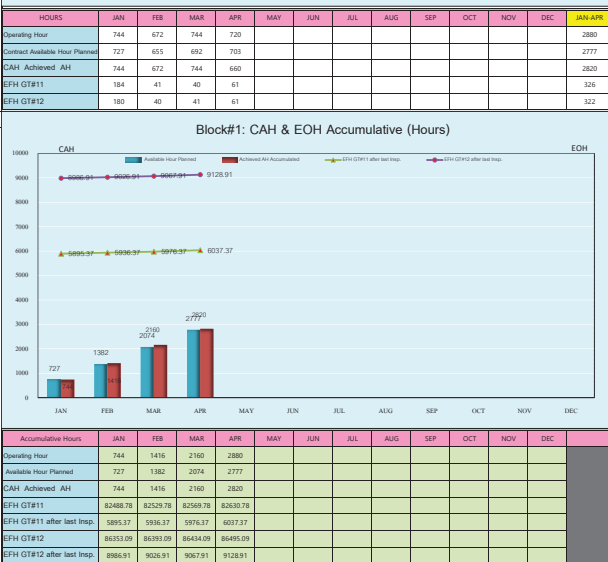 HOURS JAN FEB MAR APR MAY JUN JUL AUG SEP OCT NOV DEC JAN-APR
Operating Hour 744 672 744 720 2880
Contract Available Hour Planned 727 655 692 703 2777
CAH Achieved AH 744 672 744 660 2820
EFH GT#11 184 41 40 61 326
EFH GT#12 180 40 41 61 322
Block#1: CAH & EOH Accumulative (Hours)
CAH EOH
Available Hour Planned Achieved AH Accumulated EFH GT#11 after last Insp. EFH GT#12 after last Insp.
10000
9000 8986.91 9026.91 9067.91 9128.91
8000
7000
6000 5895.37 5936.37 5976.37 6037.37
5000
4000
3000
2820
2777
2160
2074
2000
1382
1416
1000
727
744
0
JAN FEB MAR APR MAY JUN JUL AUG SEP OCT NOV DEC
Accumulative Hours JAN FEB MAR APR MAY JUN JUL AUG SEP OCT NOV DEC
Operating Hour 744 1416 2160 2880
Available Hour Planned 727 1382 2074 2777
CAH Achieved AH 744 1416 2160 2820
EFH GT#11 82488.78 82529.78 82569.78 82630.78
EFH GT#11 after last Insp. 5895.37 5936.37 5976.37 6037.37
EFH GT#12 86353.09 86393.09 86434.09 86495.09
EFH GT#12 after last Insp. 8986.91 9026.91 9067.91 9128.91